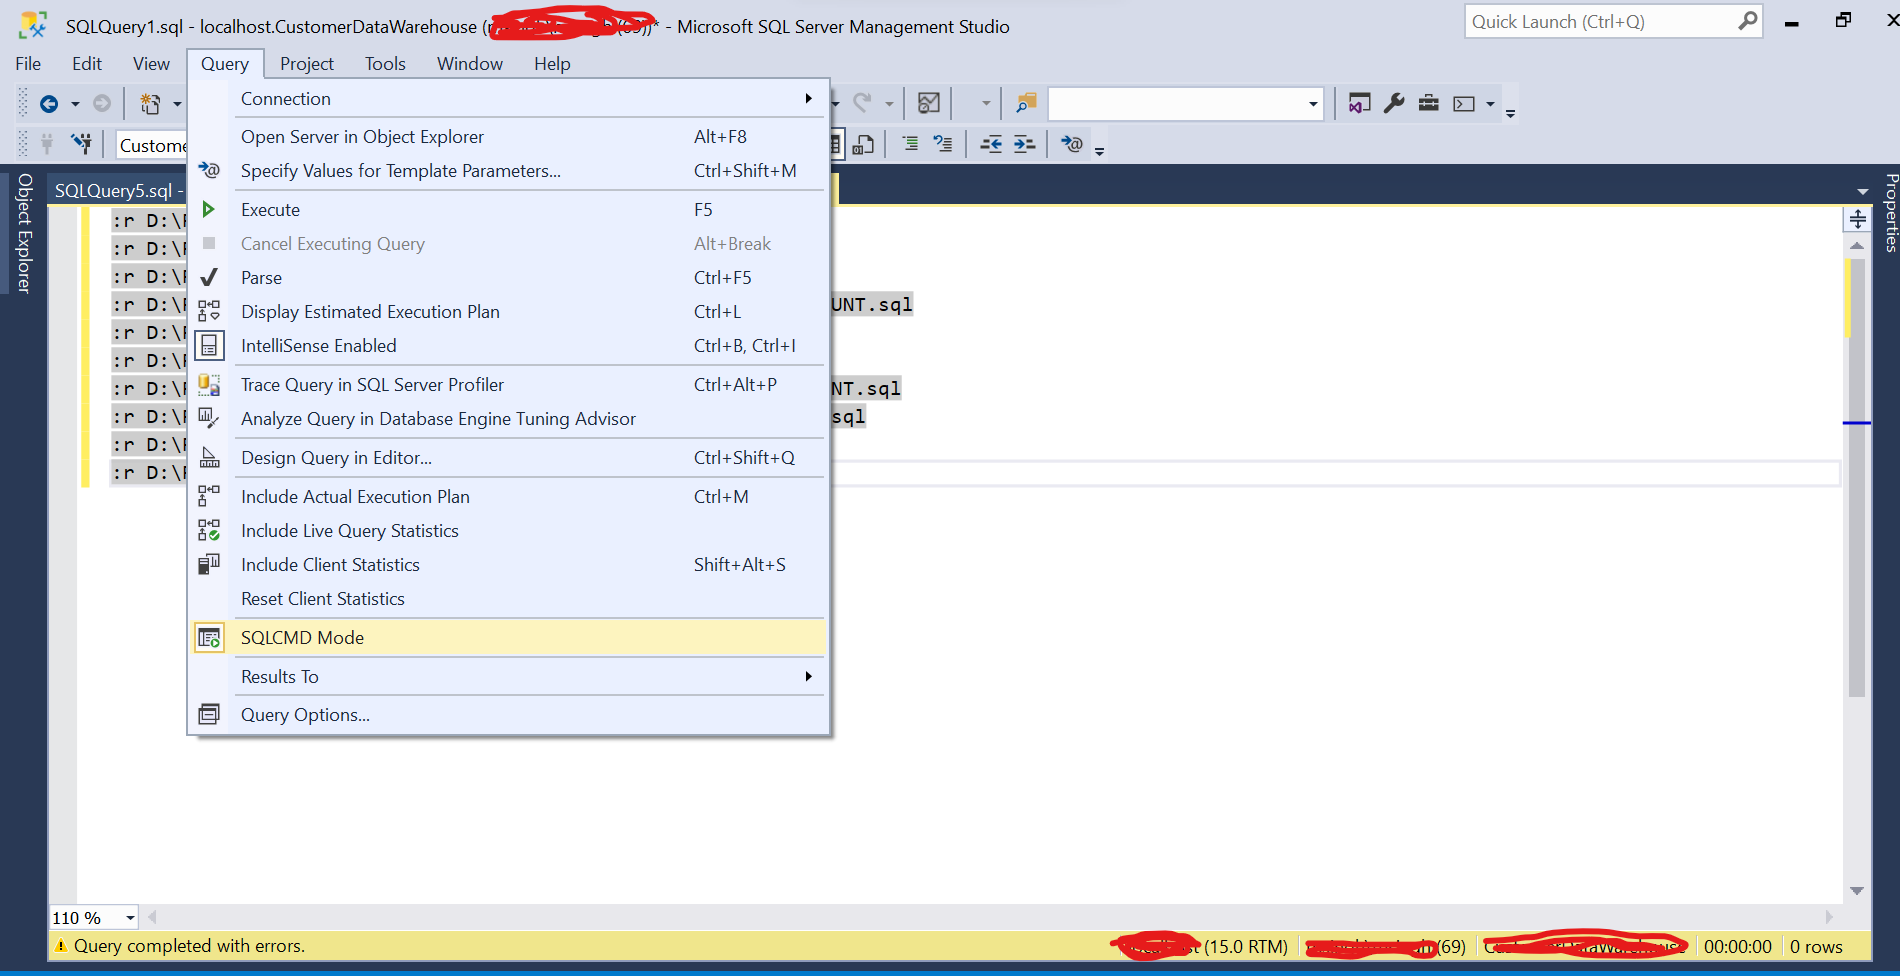 SQLQuery1.sql - localhost.CustomerDataWarehouse ( (69))* - Microsoft SQL Server Management Studio
Quick Launch (Ctrl+Q)
File Edit View Query Project Tools Window Help
Custome
Object Explorer
Properties
SQLQuery5.sql -
Connection
Open Server in Object Explorer Alt+F8
Specify Values for Template Parameters... Ctrl+Shift+M
Execute F5
Cancel Executing Query Alt+Break
Parse Ctrl+F5
Display Estimated Execution Plan Ctrl+L
IntelliSense Enabled Ctrl+B, Ctrl+I
Trace Query in SQL Server Profiler Ctrl+Alt+P
Analyze Query in Database Engine Tuning Advisor
Design Query in Editor... Ctrl+Shift+Q
Include Actual Execution Plan Ctrl+M
Include Live Query Statistics
Include Client Statistics Shift+Alt+S
Reset Client Statistics
SQLCMD Mode
Results To
Query Options...
:r D:\
:r D:\
:r D:\
:r D:\ UNT.sql
:r D:\
:r D:\
:r D:\ NT.sql
:r D:\ sql
:r D:\
:r D:\
110 %
Query completed with errors. (15.0 RTM) (69) 00:00:00 0 rows